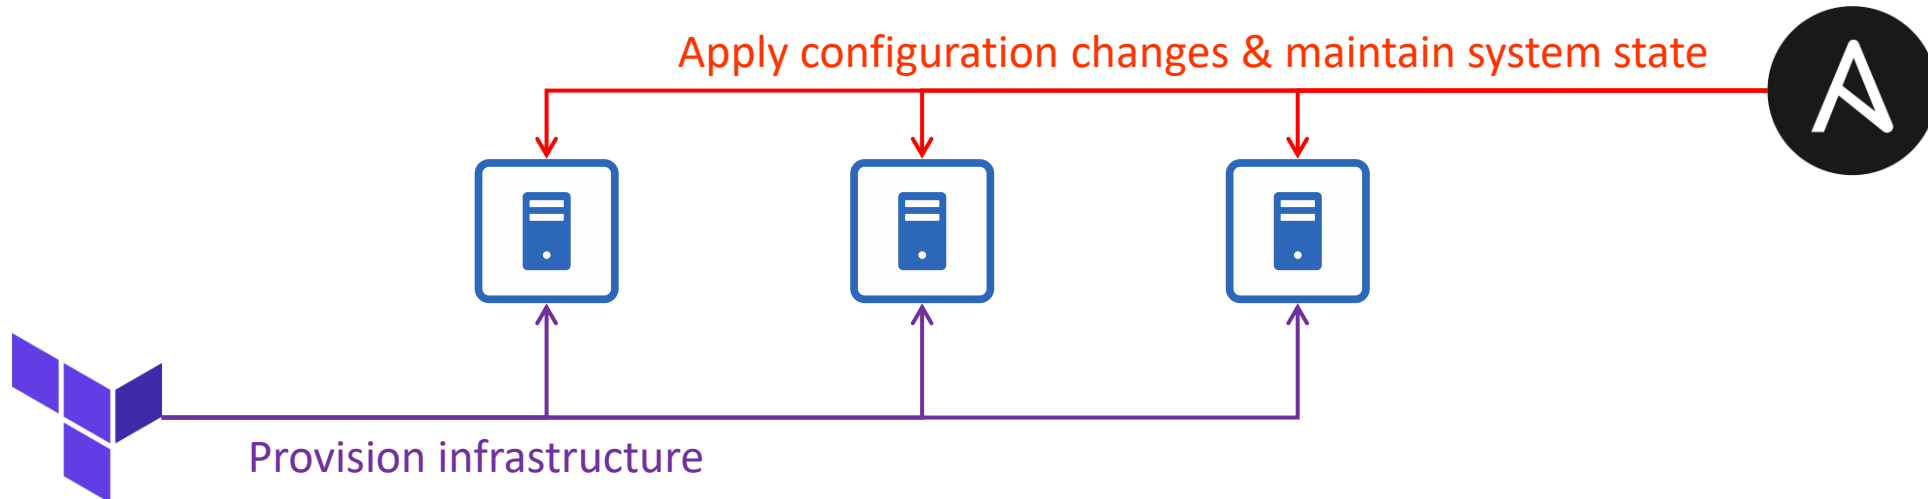 Apply configuration changes & maintain system state
Provision infrastructure